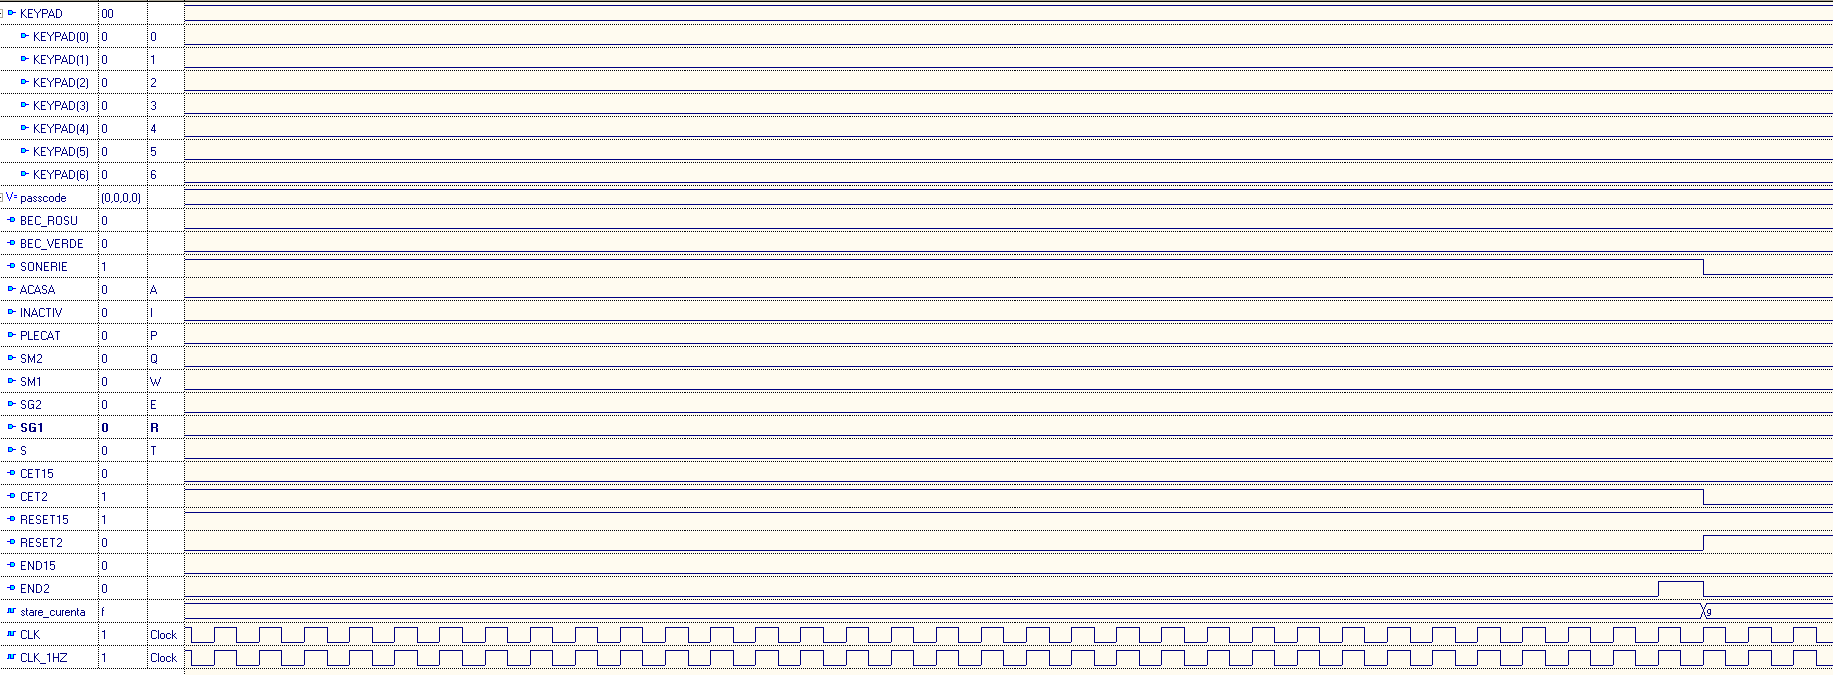 KEYPAD 00
KEYPAD(0) 0 0
KEYPAD(1) 0 1
KEYPAD(2) 0 2
KEYPAD(3) 0 3
KEYPAD(4) 0 4
KEYPAD(5) 0 5
KEYPAD(6) 0 6
V= passcode (0,0,0,0)
BEC_ROSU 0
BEC_VERDE 0
SONERIE 1
ACASA 0 A
INACTIV 0 I
PLECAT 0 P
SM2 0 Q
SM1 0 W
SG2 0 E
SG1 0 R
S 0 T
CET15 0
CET2 1
RESET15 1
RESET2 0
END15 0
END2 0
stare_curenta f g
CLK 1 Clock
CLK_1HZ 1 Clock